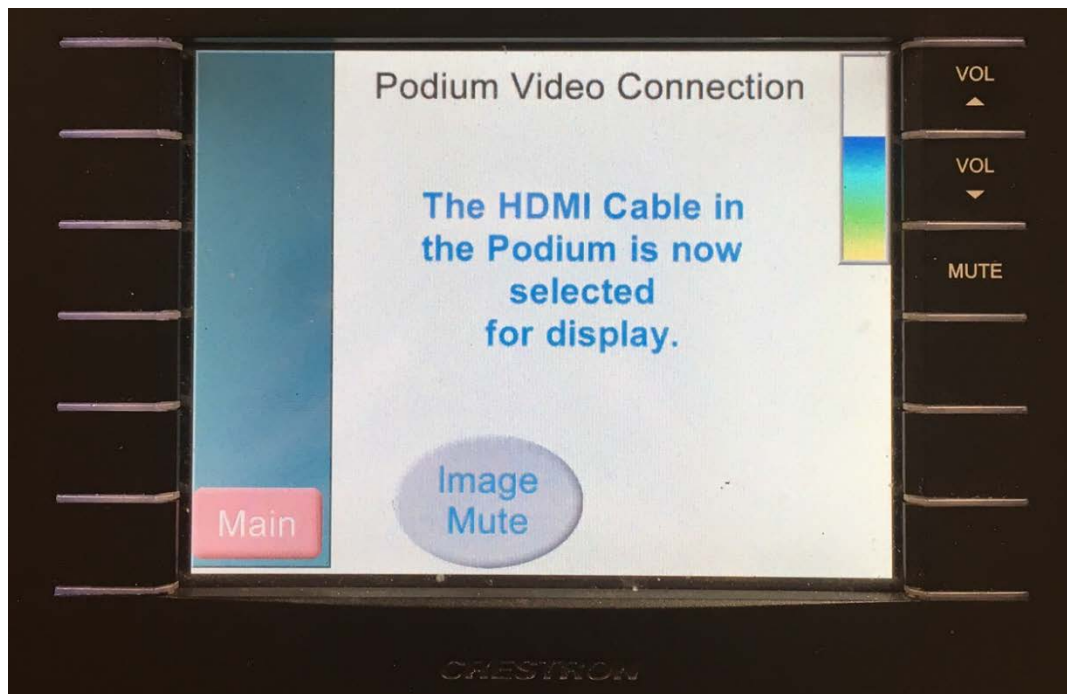 Podium Video Connection
The HDMI Cable in
the Podium is now
selected
for display.
Image
Mute
Main
VOL
VOL
MUTE
CRESTRON